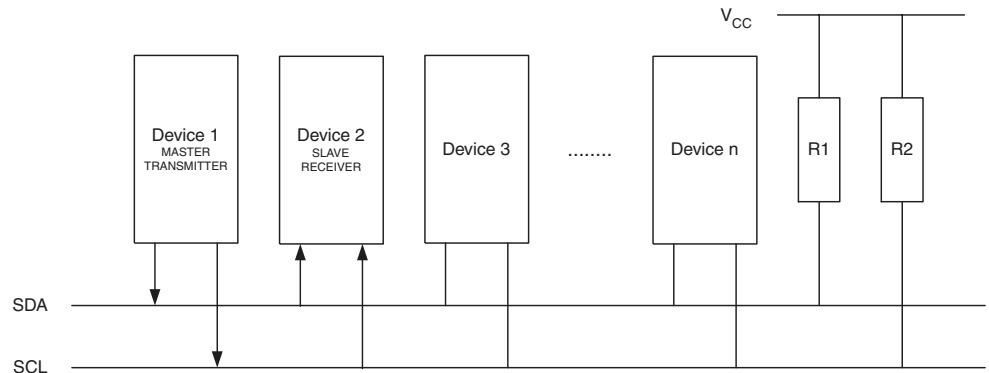 VCC
Device 1
MASTER
TRANSMITTER
Device 2
SLAVE
RECEIVER
Device 3
........
Device n
R1
R2
SDA
SCL